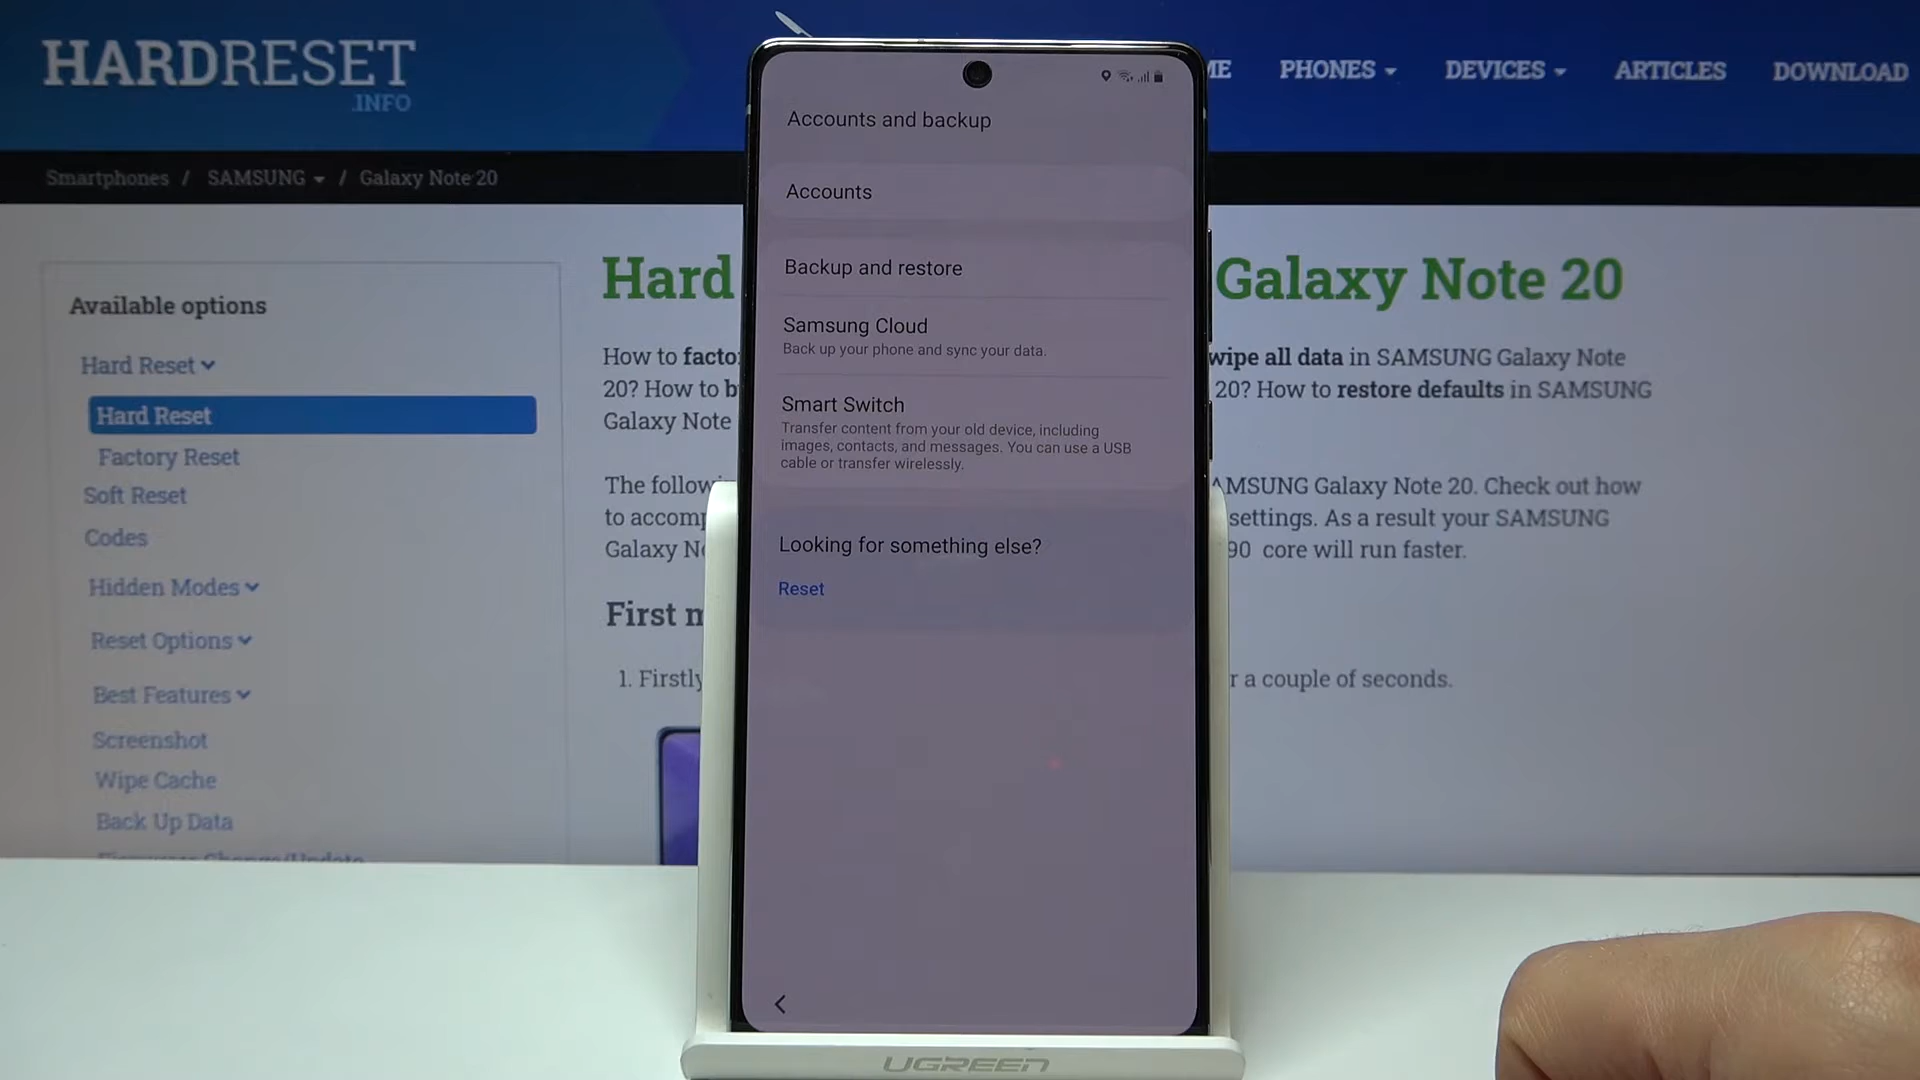 HARDRESET
.INFO
PHONES
DEVICES
ARTICLES
DOWNLOAD
Smartphones / SAMSUNG / Galaxy Note 20
Available options
Hard Reset
Hard Reset
Factory Reset
Soft Reset
Codes
Hidden Modes
Reset Options
Best Features
Screenshot
Wipe Cache
Back Up Data
Firmware Change/Update
Hard Galaxy Note 20
How to wipe all data in SAMSUNG Galaxy Note
20? How to 20? How to restore defaults in SAMSUNG
Galaxy Note
The SAMSUNG Galaxy Note 20. Check out how
to settings. As a result your SAMSUNG
Galaxy core will run faster.
First
1. Firstly a couple of seconds.
Accounts and backup
Accounts
Backup and restore
Samsung Cloud
Back up your phone and sync your data.
Smart Switch
Transfer content from your old device, including
images, contacts, and messages. You can use a USB
cable or transfer wirelessly.
Looking for something else?
Reset
UGREEN